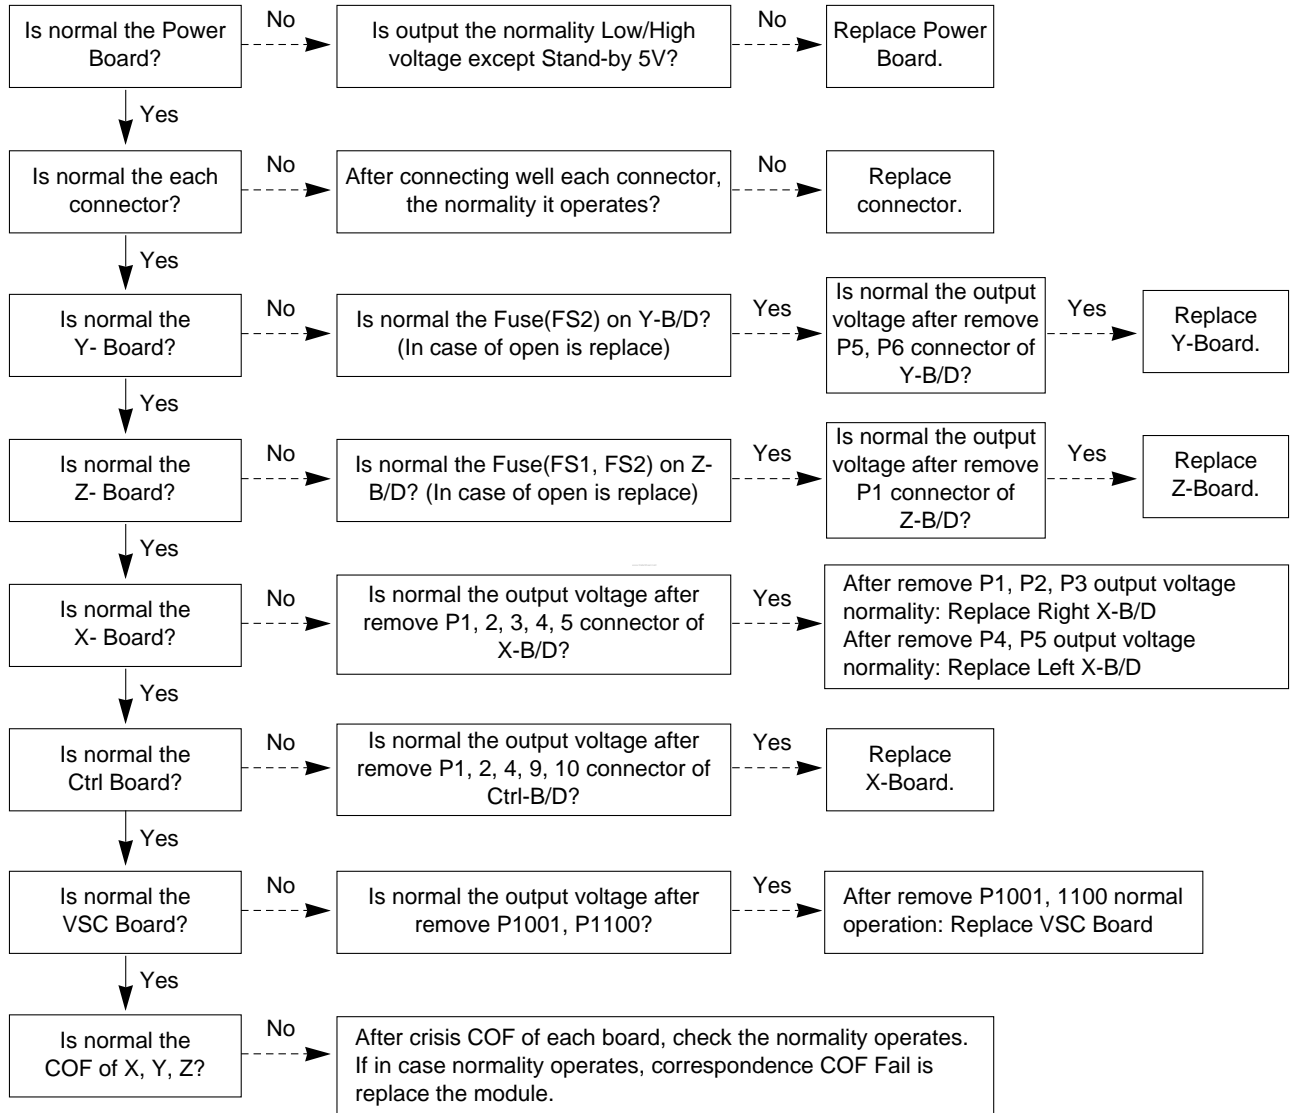 Is normal the Power
Board?
No
Is output the normality Low/High
voltage except Stand-by 5V?
No
Replace Power
Board.
Yes
Is normal the each
connector?
No
After connecting well each connector,
the normality it operates?
No
Replace
connector.
Yes
Is normal the
Y- Board?
No
Is normal the Fuse(FS2) on Y-B/D?
(In case of open is replace)
Yes
Is normal the output
voltage after remove
P5, P6 connector of
Y-B/D?
Yes
Replace
Y-Board.
Yes
Is normal the
Z- Board?
No
Is normal the Fuse(FS1, FS2) on Z-
B/D? (In case of open is replace)
Yes
Is normal the output
voltage after remove
P1 connector of
Z-B/D?
Yes
Replace
Z-Board.
Yes
Is normal the
X- Board?
No
Is normal the output voltage after
remove P1, 2, 3, 4, 5 connector of
X-B/D?
Yes
After remove P1, P2, P3 output voltage
normality: Replace Right X-B/D
After remove P4, P5 output voltage
normality: Replace Left X-B/D
Yes
Is normal the
Ctrl Board?
No
Is normal the output voltage after
remove P1, 2, 4, 9, 10 connector of
Ctrl-B/D?
Yes
Replace
X-Board.
Yes
Is normal the
VSC Board?
No
Is normal the output voltage after
remove P1001, P1100?
Yes
After remove P1001, 1100 normal
operation: Replace VSC Board
Yes
Is normal the
COF of X, Y, Z?
No
After crisis COF of each board, check the normality operates.
If in case normality operates, correspondence COF Fail is
replace the module.